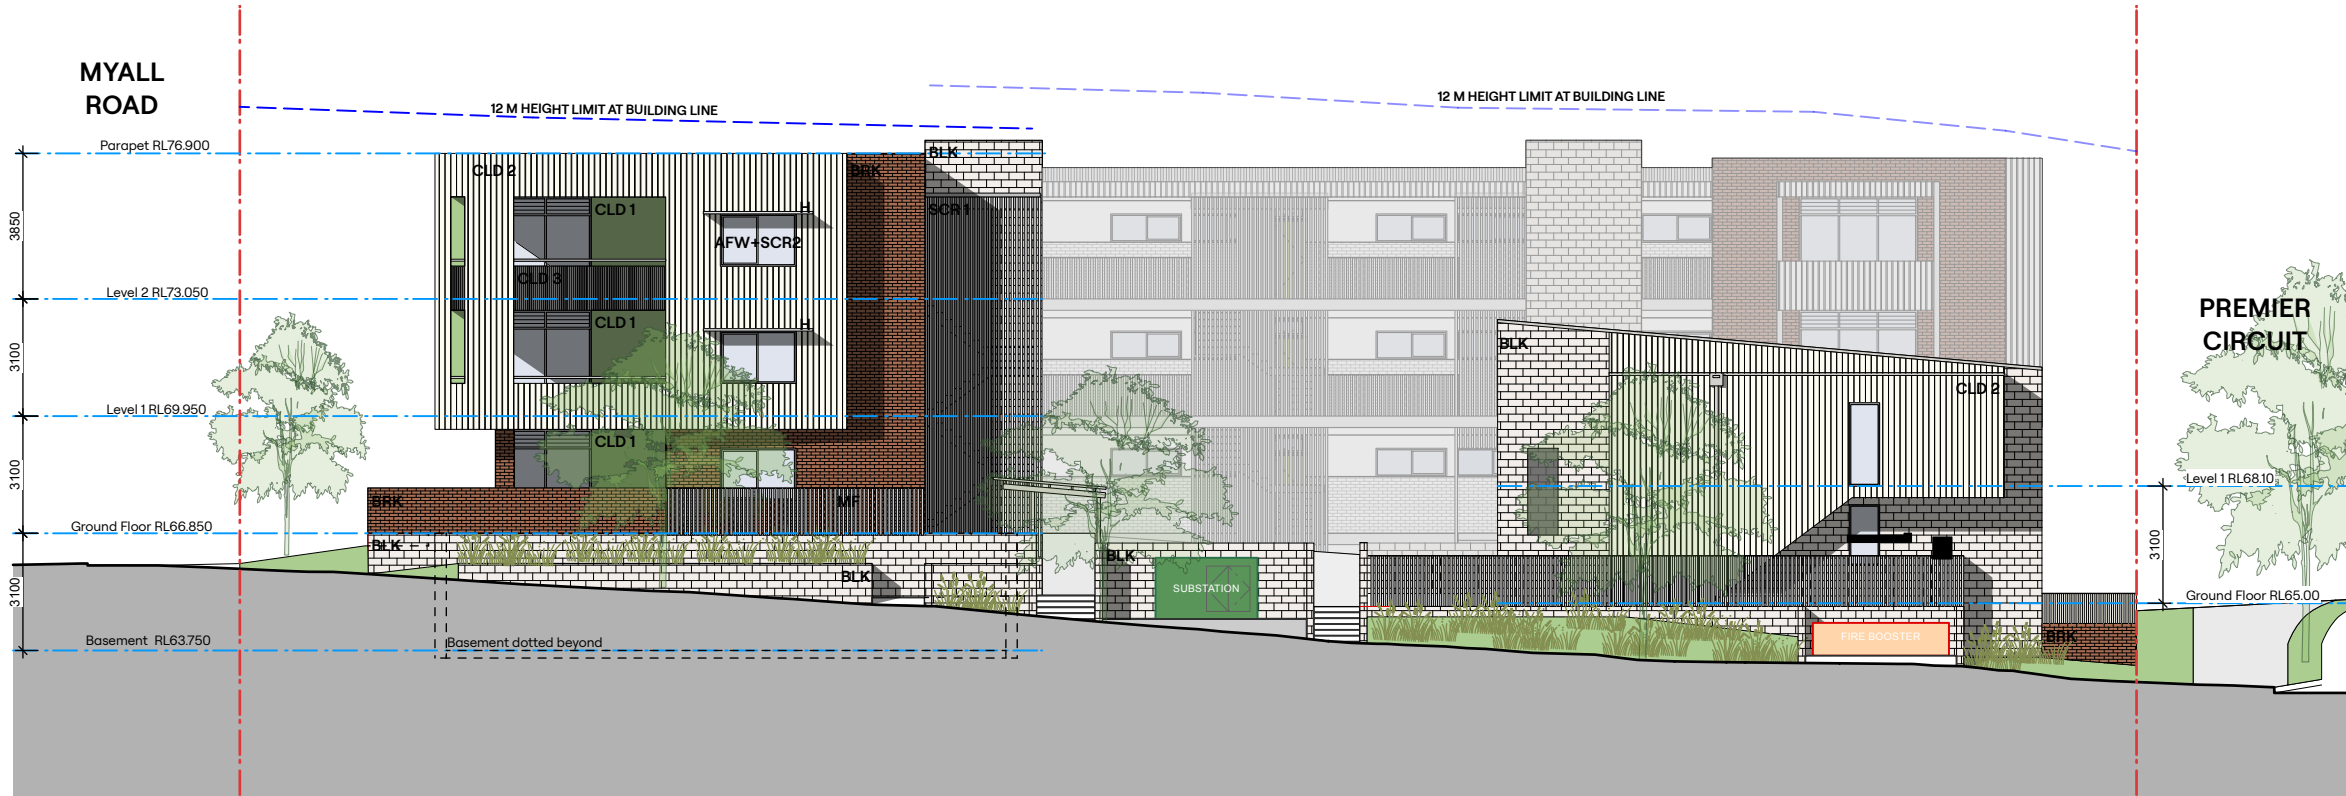 MYALL
ROAD
12 M HEIGHT LIMIT AT BUILDING LINE
12 M HEIGHT LIMIT AT BUILDING LINE
Parapet RL76.900
BLK
CLD 2
BRK
CLD 1
H
SCR1
3850
AFW+SCR2
CLD 3
Level 2 RL73.050
PREMIER
CIRCUIT
CLD 1
H
BLK
3100
CLD 2
Level 1 RL69.950
CLD 1
3100
Level 1 RL68.10
BRK
MF
Ground Floor RL66.850
BLK
BLK
3100
BLK
SUBSTATION
3100
Ground Floor RL65.00
Basement RL63.750
Basement dotted beyond
FIRE BOOSTER
BRK